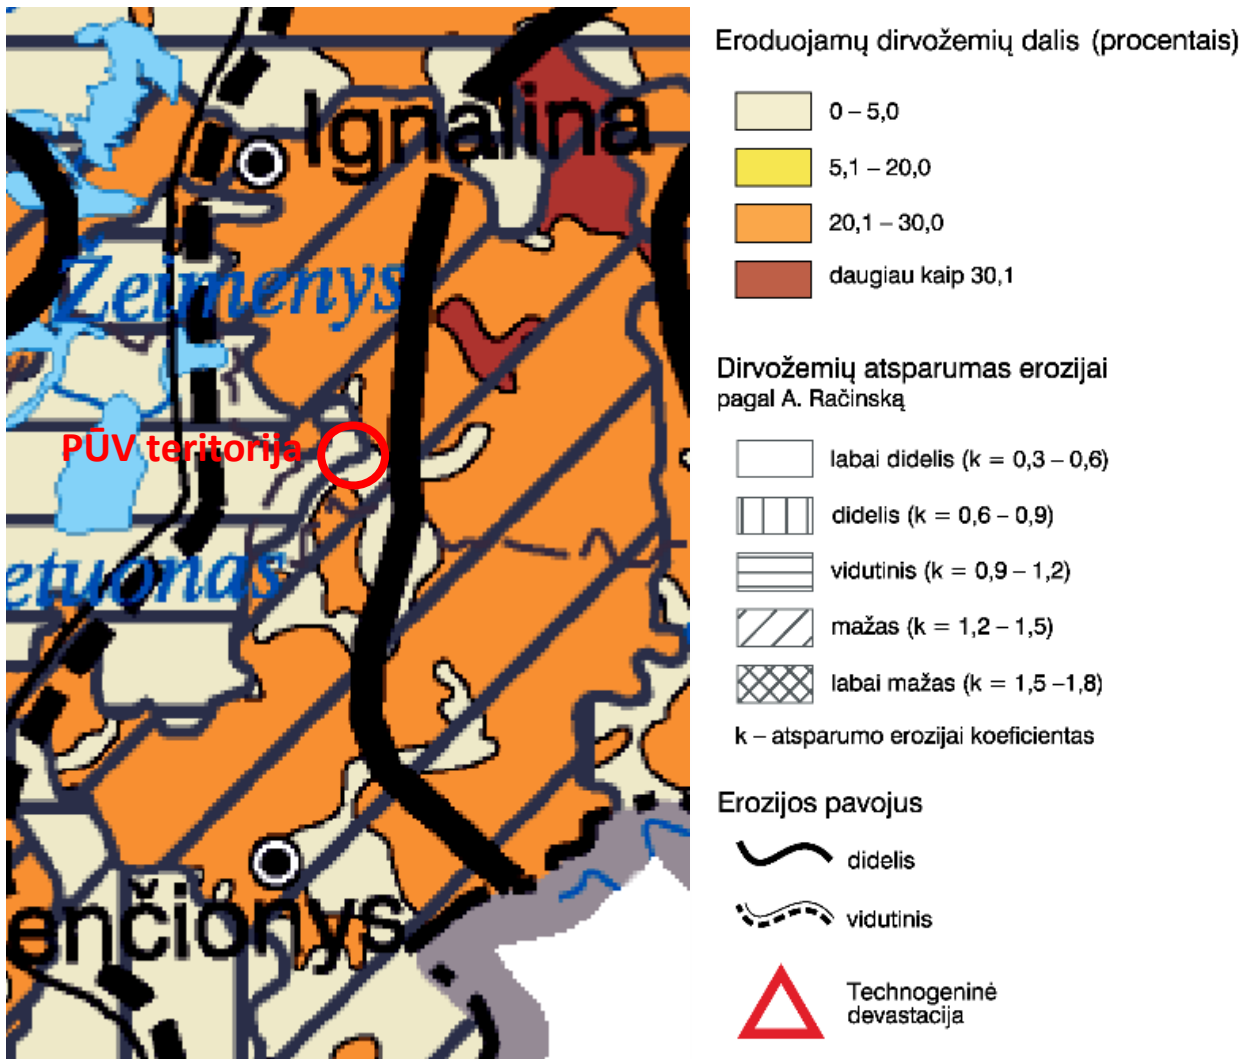 Ignalina
Žeimenys
PŪV teritorija
etuonas
enčionys
Eroduojamų dirvožemių dalis (procentais)
0 – 5,0
5,1 – 20,0
20,1 – 30,0
daugiau kaip 30,1
Dirvožemių atsparumas erozijai
pagal A. Račinską
labai didelis (k = 0,3 – 0,6)
didelis (k = 0,6 – 0,9)
vidutinis (k = 0,9 – 1,2)
mažas (k = 1,2 – 1,5)
labai mažas (k = 1,5 –1,8)
k – atsparumo erozijai koeficientas
Erozijos pavojus
didelis
vidutinis
Technogeninė
devastacija